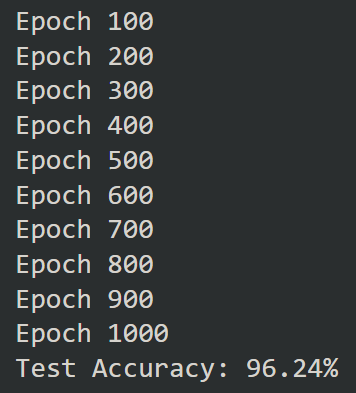 Epoch 100
Epoch 200
Epoch 300
Epoch 400
Epoch 500
Epoch 600
Epoch 700
Epoch 800
Epoch 900
Epoch 1000
Test Accuracy: 96.24%